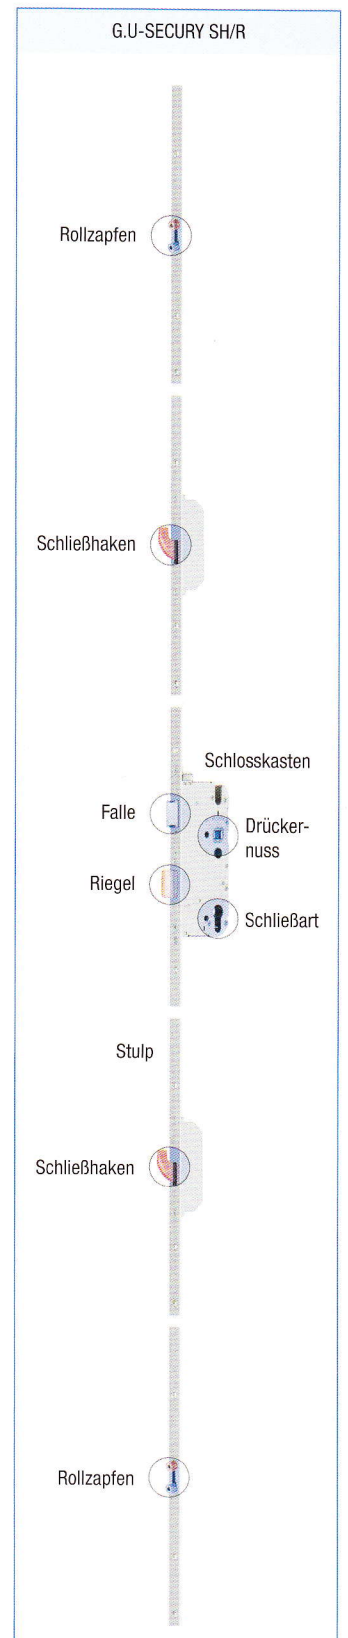 G.U-SECURY SH/R
Rollzapfen
Schließhaken
Schlosskasten
Falle
Drücker-
nuss
Riegel
Schließart
Stulp
Schließhaken
Rollzapfen